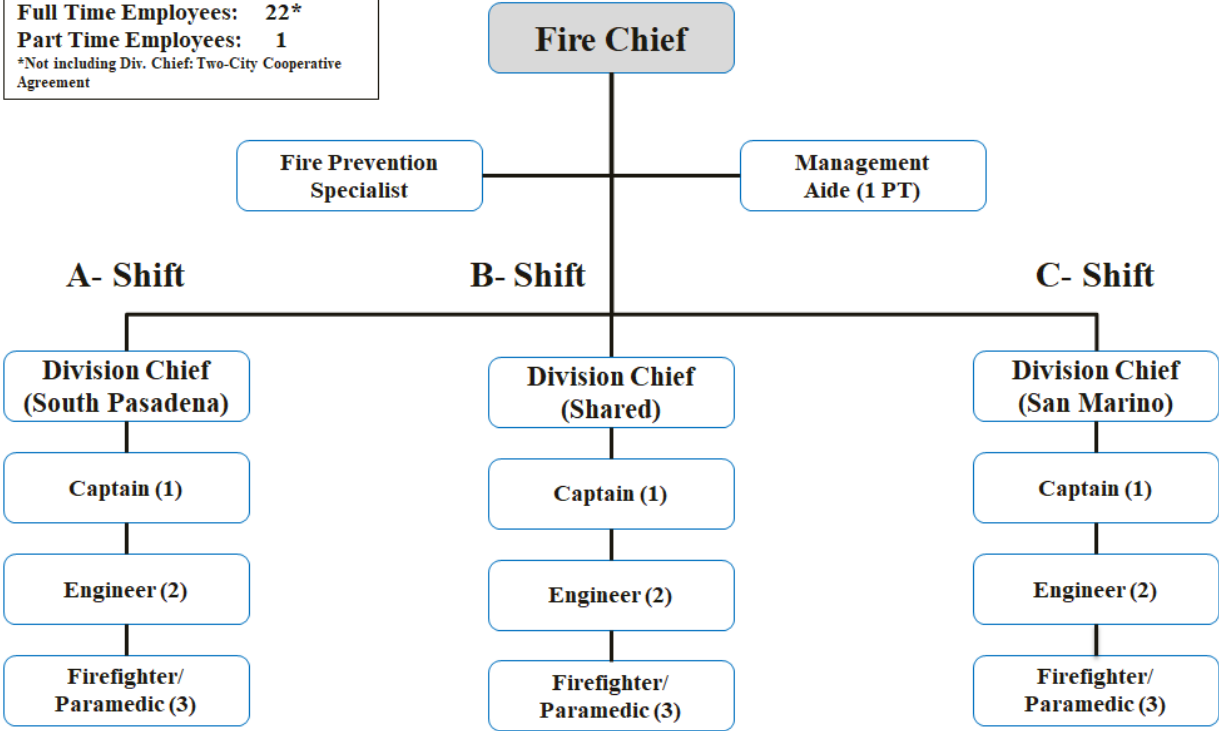 Full Time Employees: 22*
Part Time Employees: 1
*Not including Div. Chief: Two-City Cooperative
Agreement
Fire Chief
Fire Prevention
Specialist
Management
Aide (1 PT)
A- Shift
B- Shift
C- Shift
Division Chief
(South Pasadena)
Division Chief
(Shared)
Division Chief
(San Marino)
Captain (1)
Captain (1)
Captain (1)
Engineer (2)
Engineer (2)
Engineer (2)
Firefighter/
Paramedic (3)
Firefighter/
Paramedic (3)
Firefighter/
Paramedic (3)